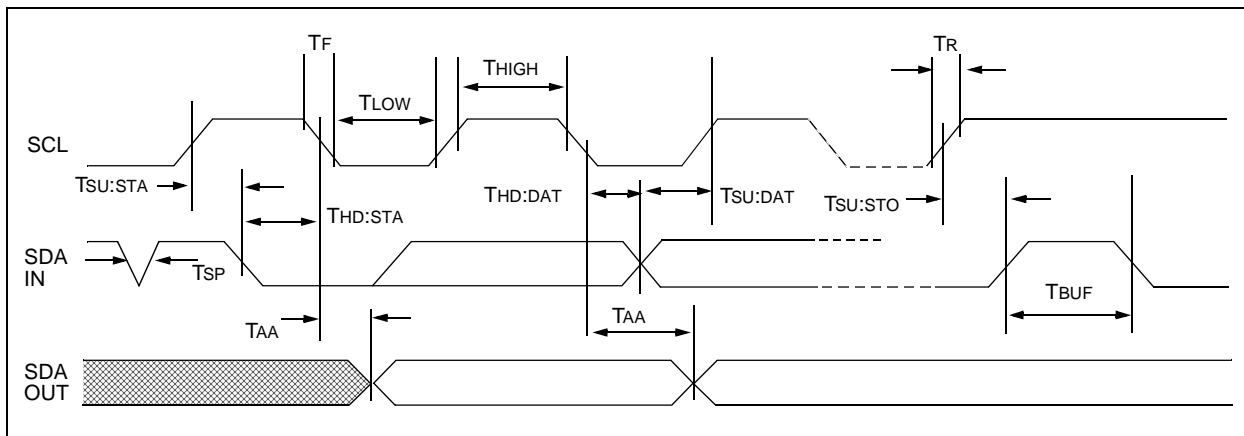 TF
TR
THIGH
TLOW
SCL
TSU:STA
THD:DAT
TSU:DAT
TSU:STO
THD:STA
SDA
IN
TSP
TBUF
TAA
TAA
SDA
OUT